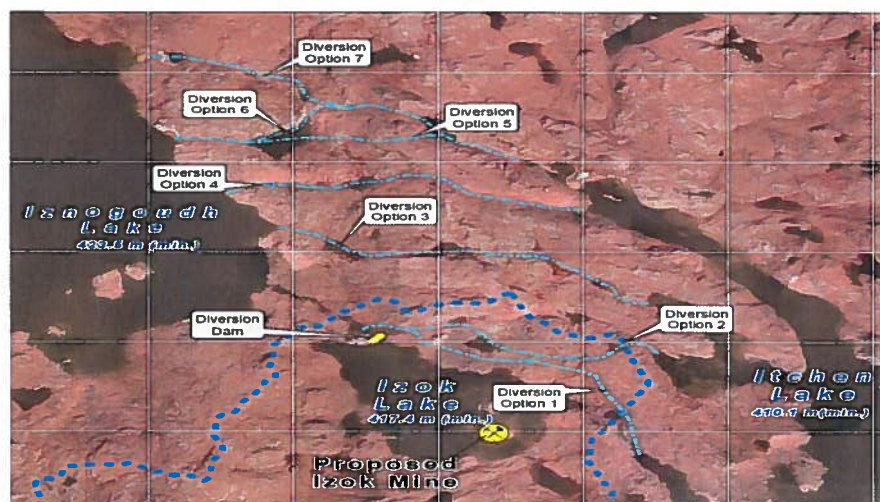 Diversion
Option 7
Diversion
Option 6
Diversion
Option 5
Diversion
Option 4
Diversion
Option 3
Iznogoudh
Lake
Diversion
Dam
Diversion
Option 2
Izok
Lake
417.4 m (min.)
Diversion
Option 1
Itchen
Lake
410.1 m(min.)
Proposed
Izok Mine